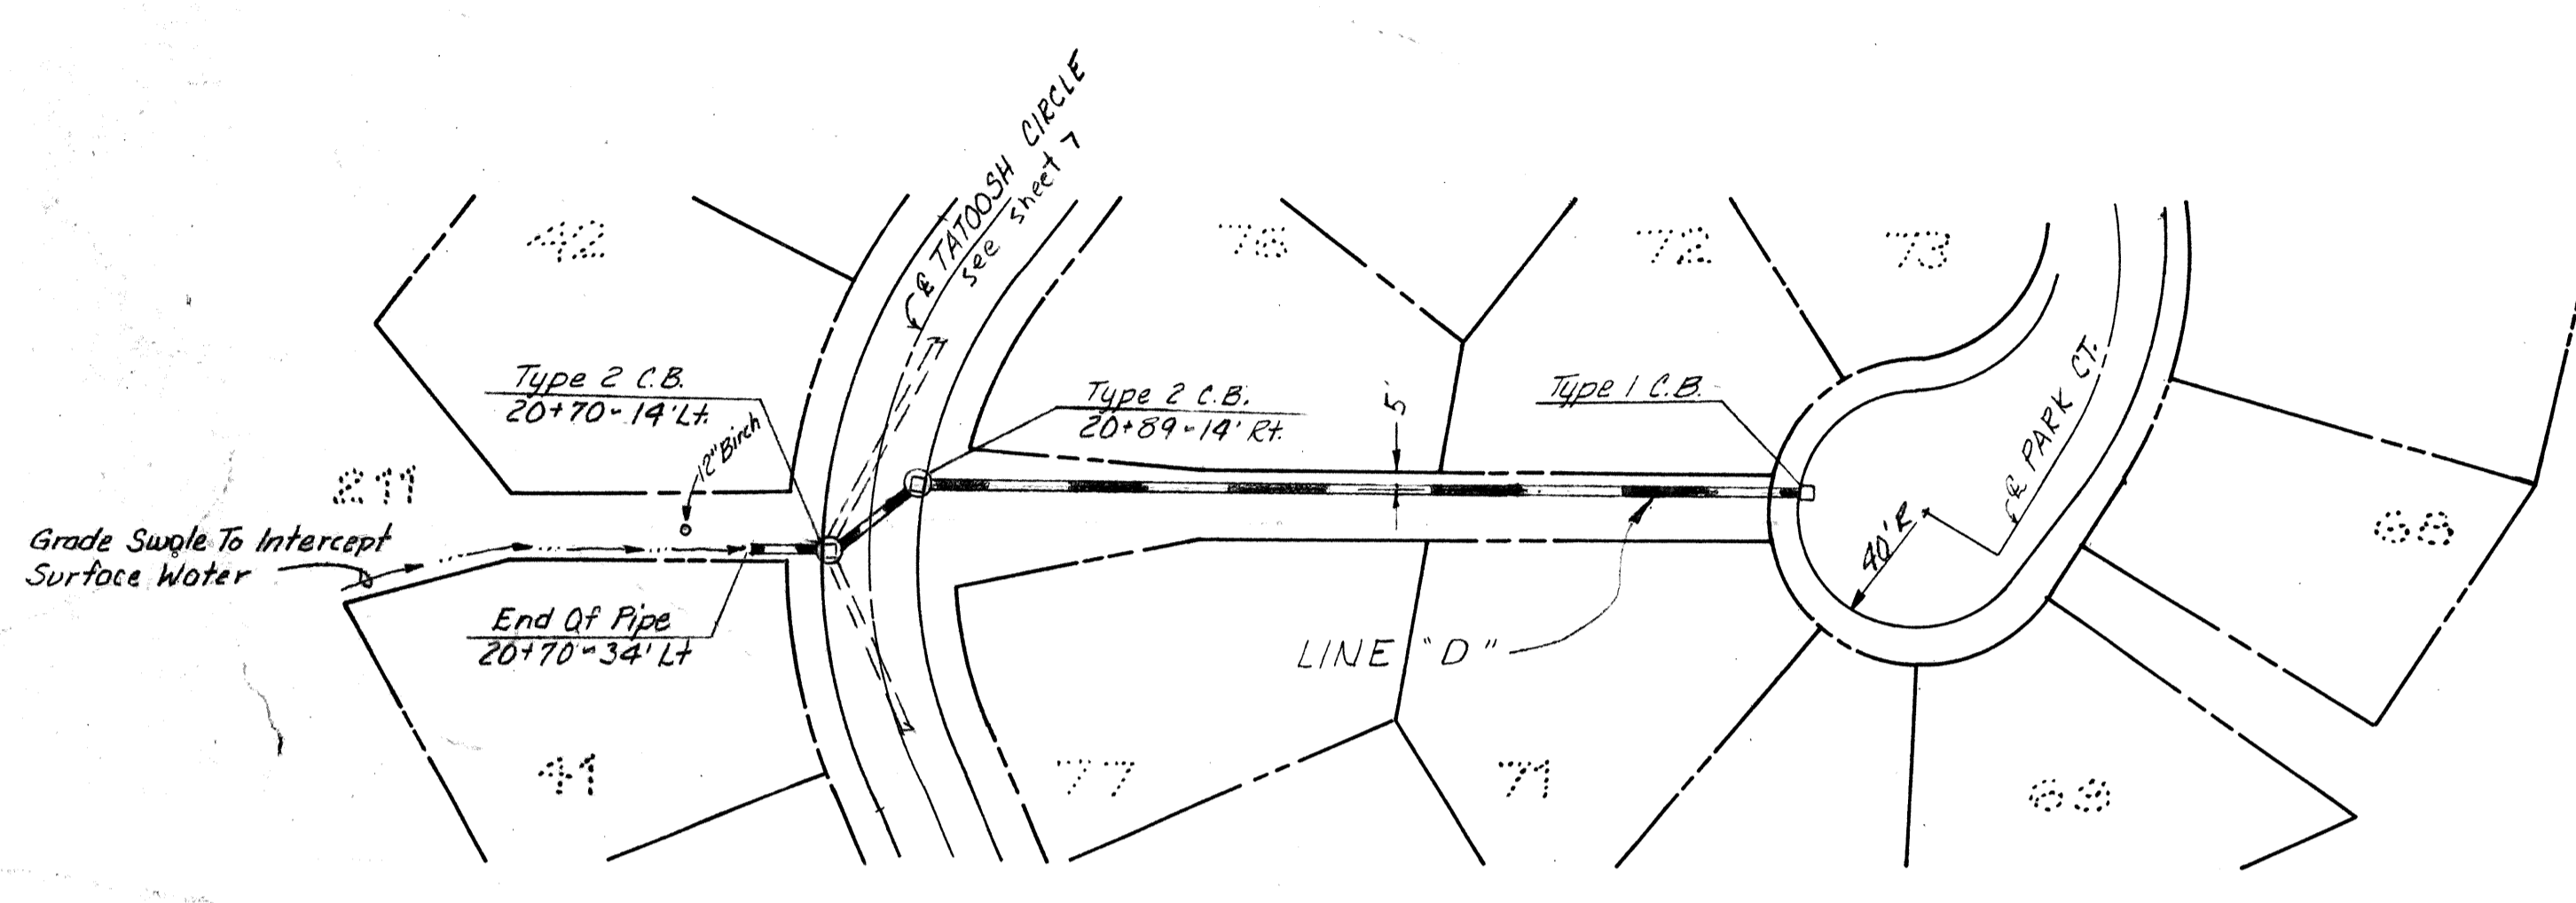 ℄ TATOOSH CIRCLE
see sheet 7
42
76
72
73
Type 2 C.B.
20+70~14' Lt.
12" Birch
Type 2 C.B.
20+89~14' Rt.
5'
Type 1 C.B.
℄ PARK CT.
211
40' R
68
Grade Swale To Intercept
Surface Water
End Of Pipe
20+70~34' Lt
LINE "D"
41
77
71
69